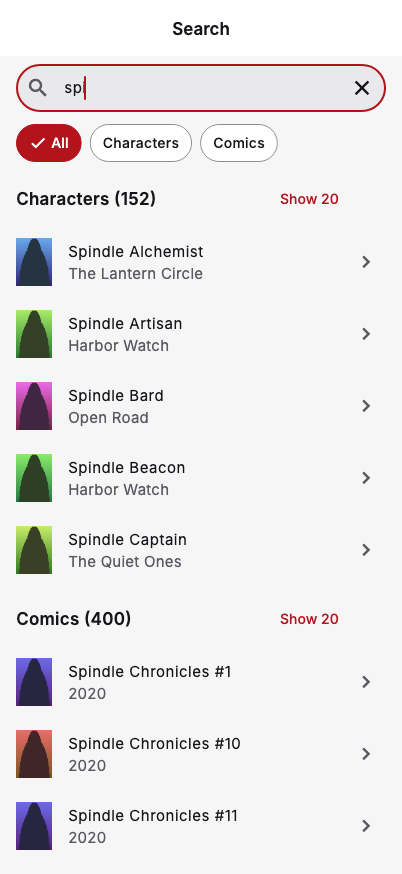 Search
spi
All
Characters
Comics
Characters (152)
Show 20
Spindle Alchemist
The Lantern Circle
Spindle Artisan
Harbor Watch
Spindle Bard
Open Road
Spindle Beacon
Harbor Watch
Spindle Captain
The Quiet Ones
Comics (400)
Show 20
Spindle Chronicles #1
2020
Spindle Chronicles #10
2020
Spindle Chronicles #11
2020